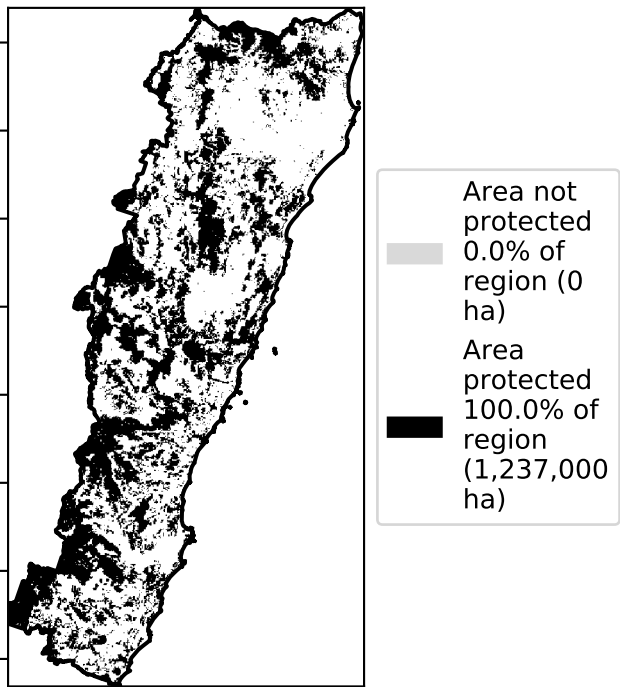 Area not
protected
0.0% of
region (0
ha)
Area
protected
100.0% of
region
(1,237,000
ha)